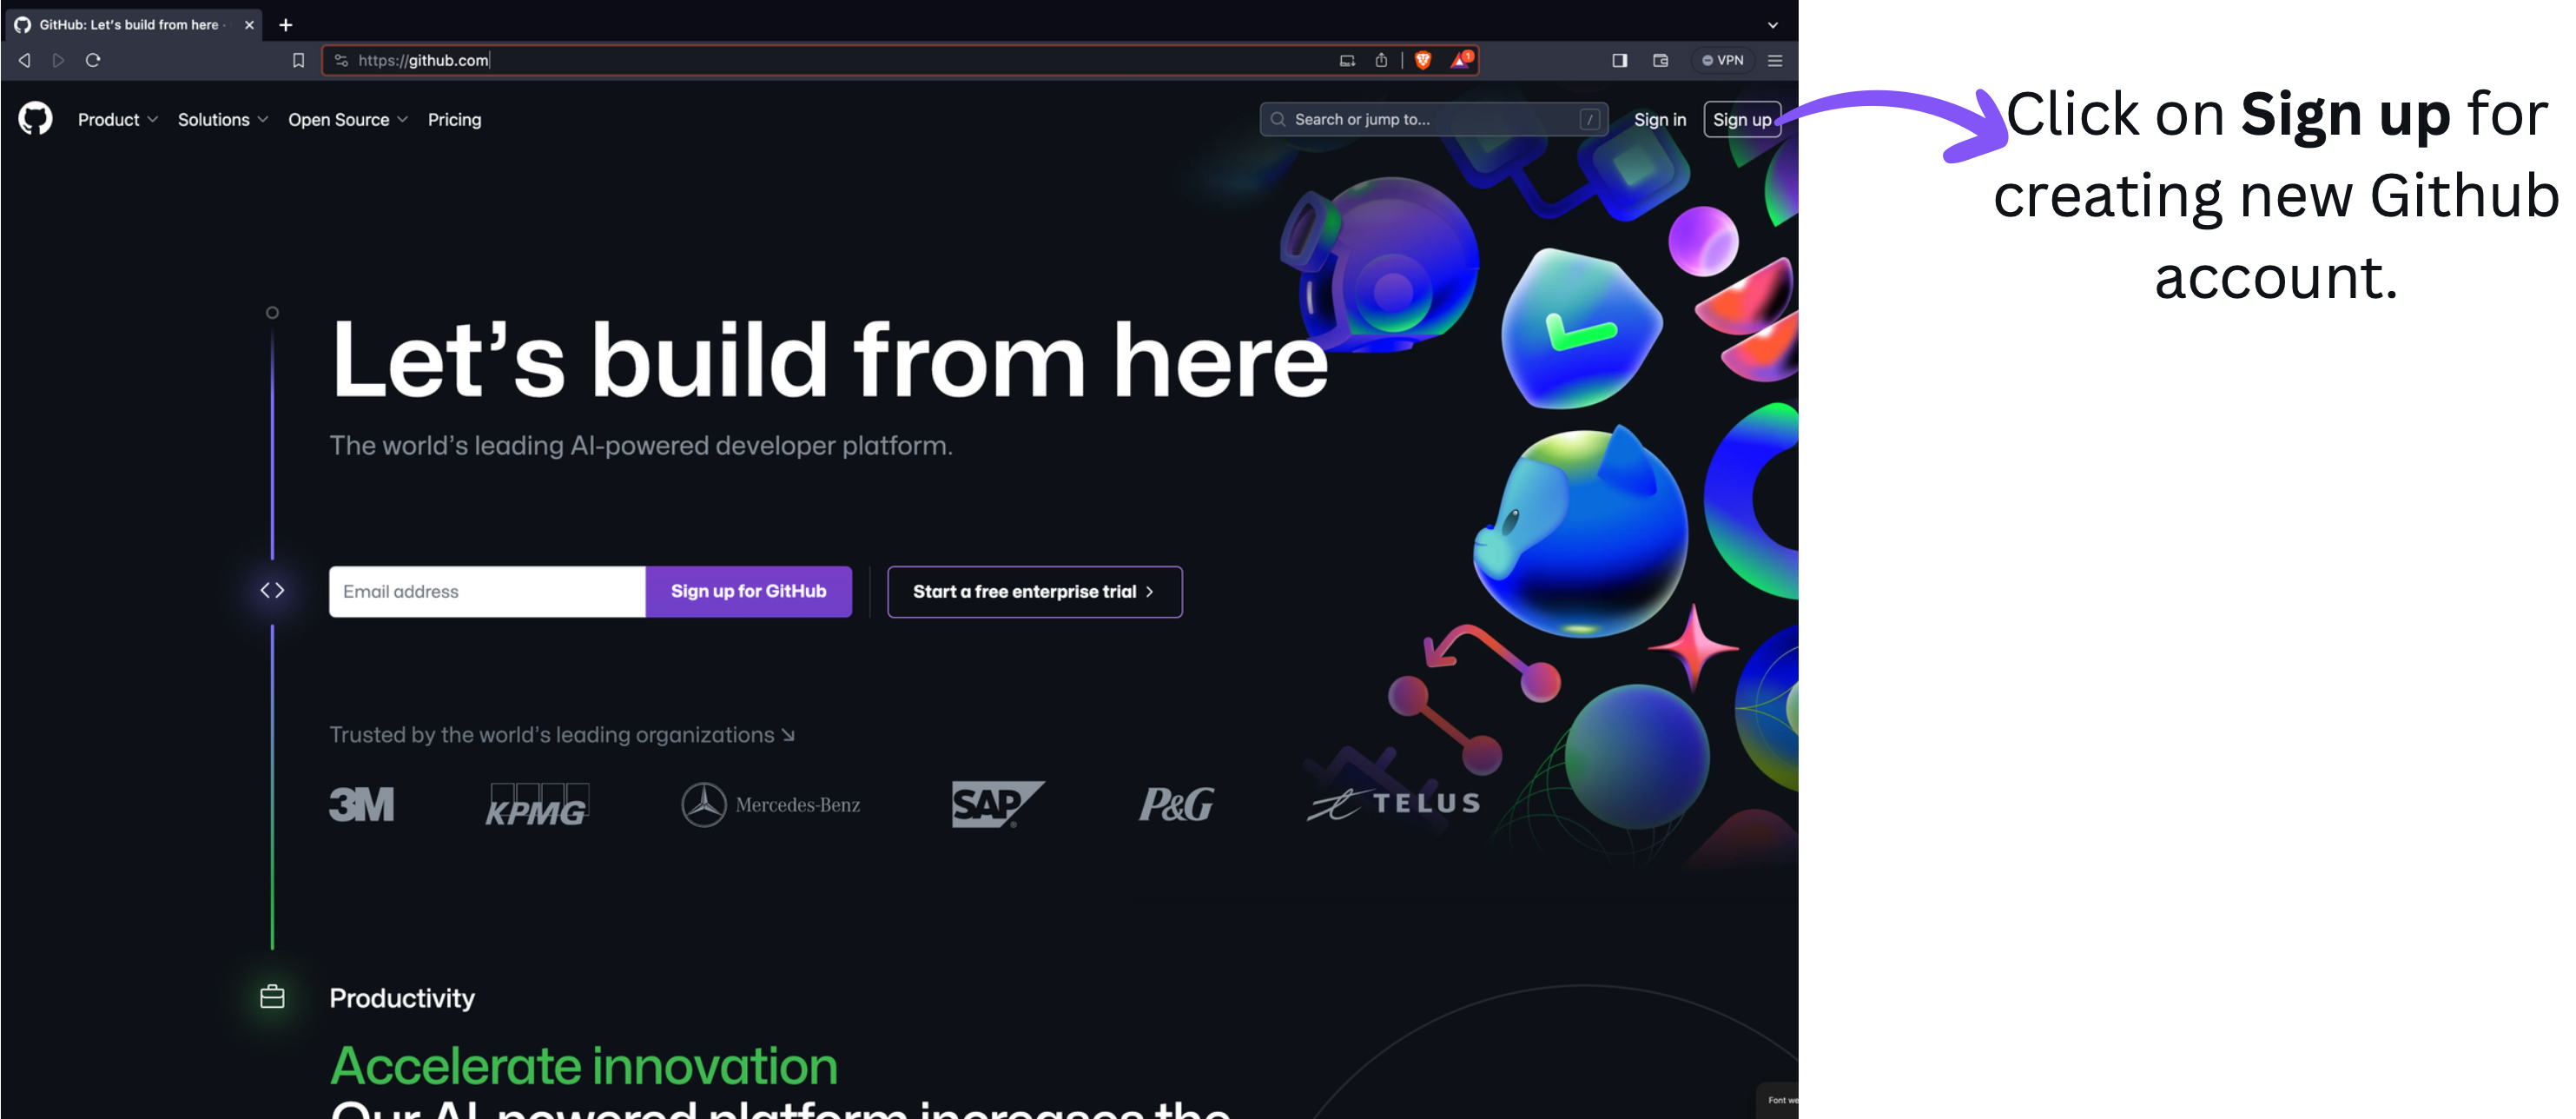 GitHub: Let's build from here ·
https://github.com
1
VPN
Product
Solutions
Open Source
Pricing
Search or jump to...
/
Sign in
Sign up
Click on Sign up for
creating new Github
account.
Let's build from here
The world's leading AI-powered developer platform.
Email address
Sign up for GitHub
Start a free enterprise trial
Trusted by the world's leading organizations
3M
KPMG
Mercedes-Benz
SAP
®
P&G
TELUS
Productivity
Accelerate innovation
Our AI-powered platform increases the
Font we